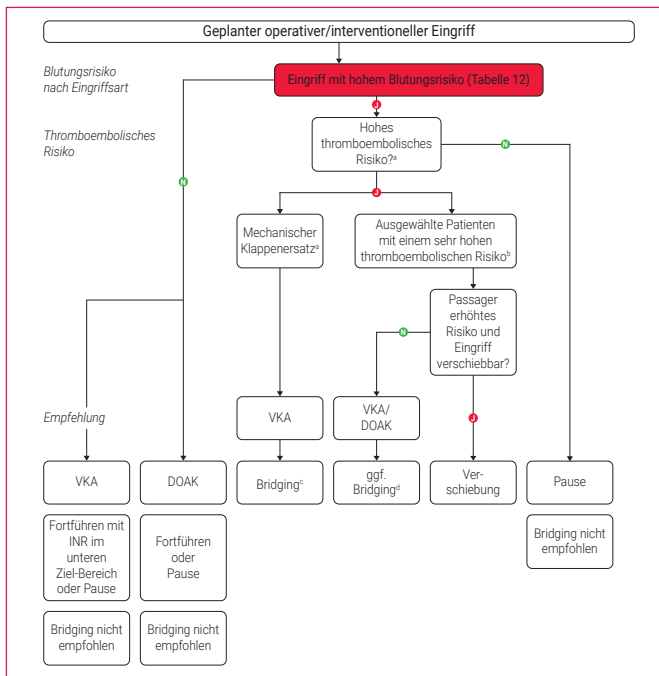 Geplanter operativer/interventioneller Eingriff
Blutungsrisiko
nach Eingriffsart
Eingriff mit hohem Blutungsrisiko (Tabelle 12)
J
Thromboembolisches
Risiko
Hohes
thromboembolisches
Risiko?ᵃ
N
N
J
Mechanischer
Klappenersatzᵃ
Ausgewählte Patienten
mit einem sehr hohen
thromboembolischen Risikoᵇ
Passager
erhöhtes
Risiko und
Eingriff
verschiebbar?
N
J
Empfehlung
VKA
VKA/
DOAK
VKA
DOAK
Bridgingᶜ
ggf.
Bridgingᵈ
Ver-
schiebung
Pause
Fortführen mit
INR im
unteren
Ziel-Bereich
oder Pause
Fortführen
oder
Pause
Bridging nicht
empfohlen
Bridging nicht
empfohlen
Bridging nicht
empfohlen